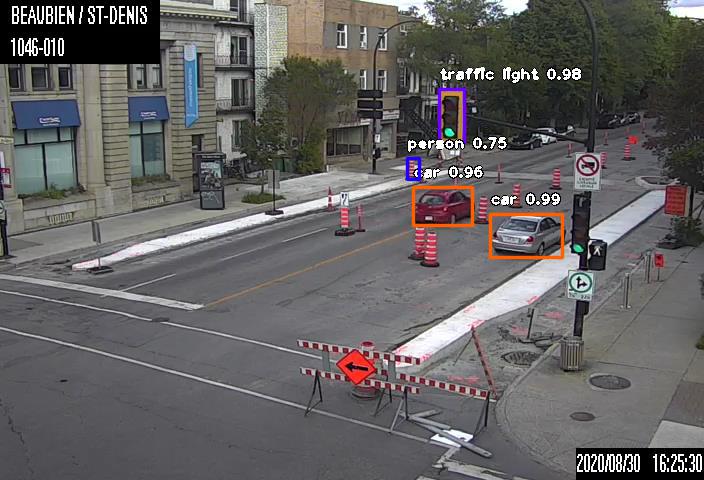 BEAUBIEN / ST-DENIS
1046-010
traffic light 0.98
person 0.75
car 0.96
car 0.99
2020/08/30 16:25:30